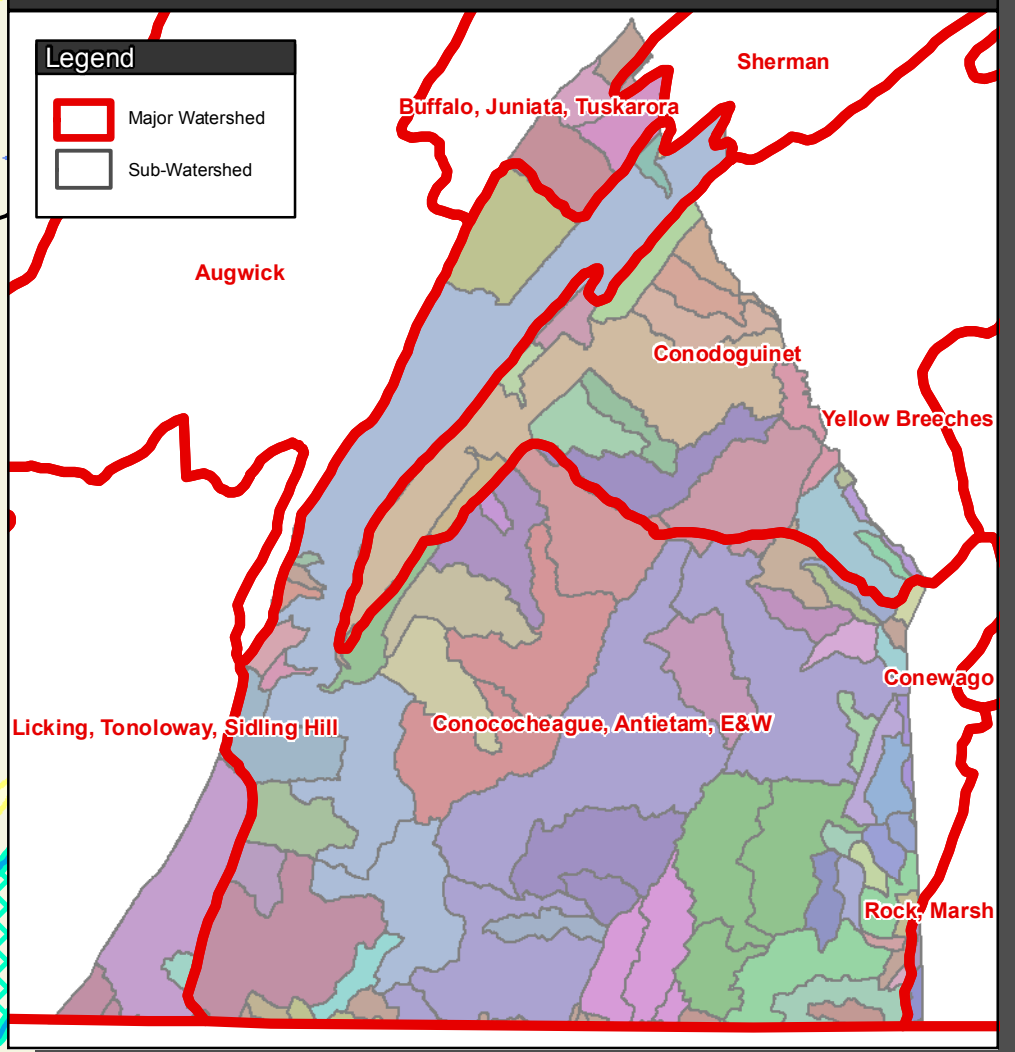 Legend
Major Watershed
Sub-Watershed
Sherman
Buffalo, Juniata, Tuskarora
Augwick
Conodoguinet
Yellow Breeches
Conewago
Licking, Tonoloway, Sidling Hill
Conococheague, Antietam, E&W
Rock, Marsh